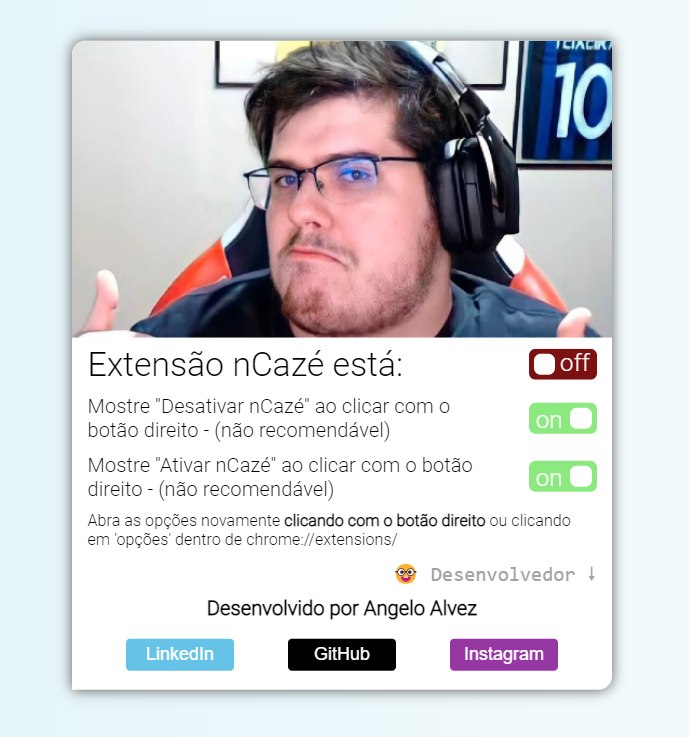 TEIXEIRA
10
Extensão nCazé está:
off
Mostre "Desativar nCazé" ao clicar com o
botão direito - (não recomendável)
on
Mostre "Ativar nCazé" ao clicar com o botão
direito - (não recomendável)
on
Abra as opções novamente clicando com o botão direito ou clicando
em 'opções' dentro de chrome://extensions/
Desenvolvedor ↓
Desenvolvido por Angelo Alvez
LinkedIn
GitHub
Instagram